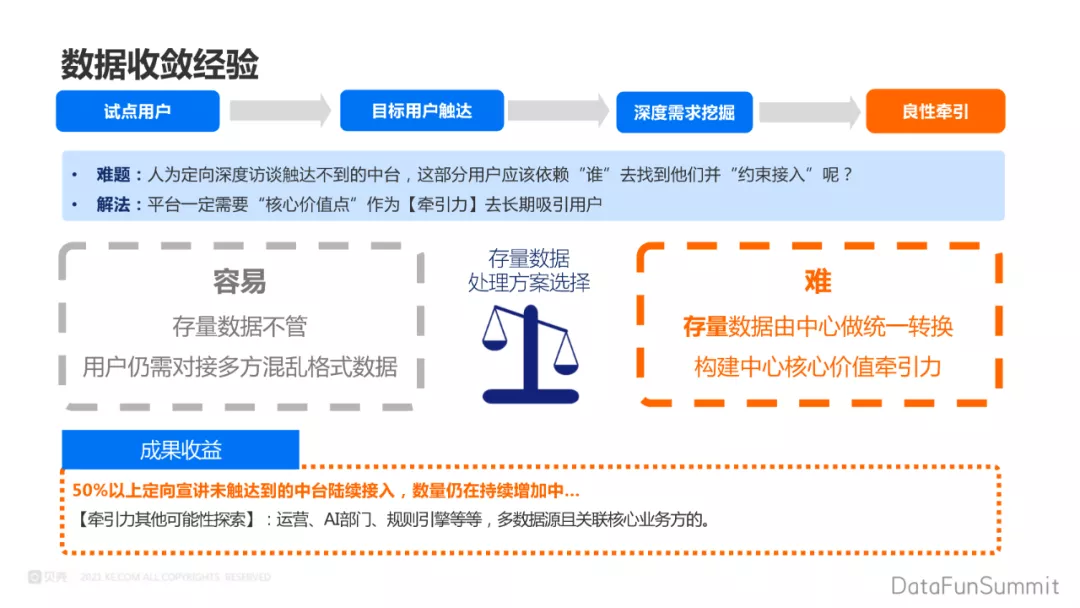 数据收敛经验
试点用户
目标用户触达
深度需求挖掘
良性牵引
• 难题：人为定向深度访谈触达不到的中台，这部分用户应该依赖“谁”去找到他们并“约束接入”呢？
• 解法：平台一定需要“核心价值点”作为【牵引力】去长期吸引用户
容易
存量数据不管
用户仍需对接多方混乱格式数据
存量数据
处理方案选择
难
存量数据由中心做统一转换
构建中心核心价值牵引力
成果收益
50%以上定向宣讲未触达到的中台陆续接入，数量仍在持续增加中...
【牵引力其他可能性探索】：运营、AI部门、规则引擎等等，多数据源且关联核心业务方的。
贝壳 2021 KE.COM ALL COPYRIGHTS RESERVED
DataFunSummit